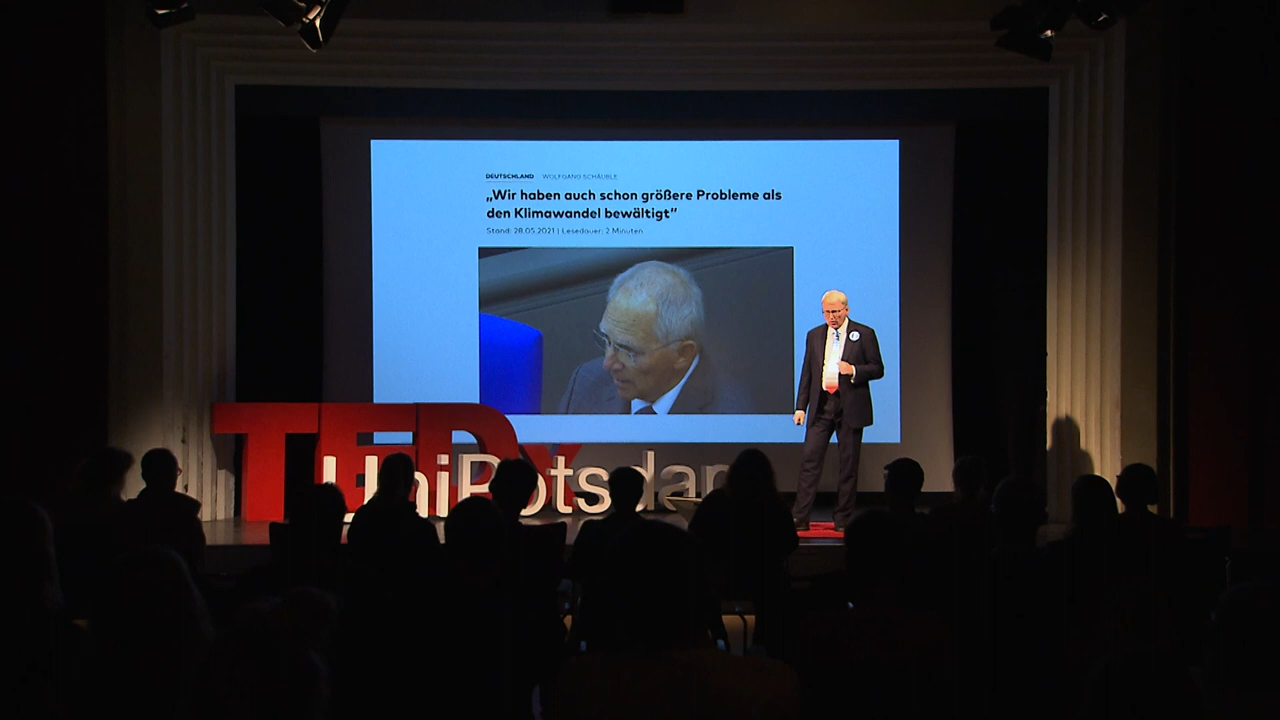 DEUTSCHLAND WOLFGANG SCHÄUBLE
„Wir haben auch schon größere Probleme als
den Klimawandel bewältigt”
Stand: 28.05.2021 | Lesedauer: 2 Minuten
TEDx
UniPotsdam